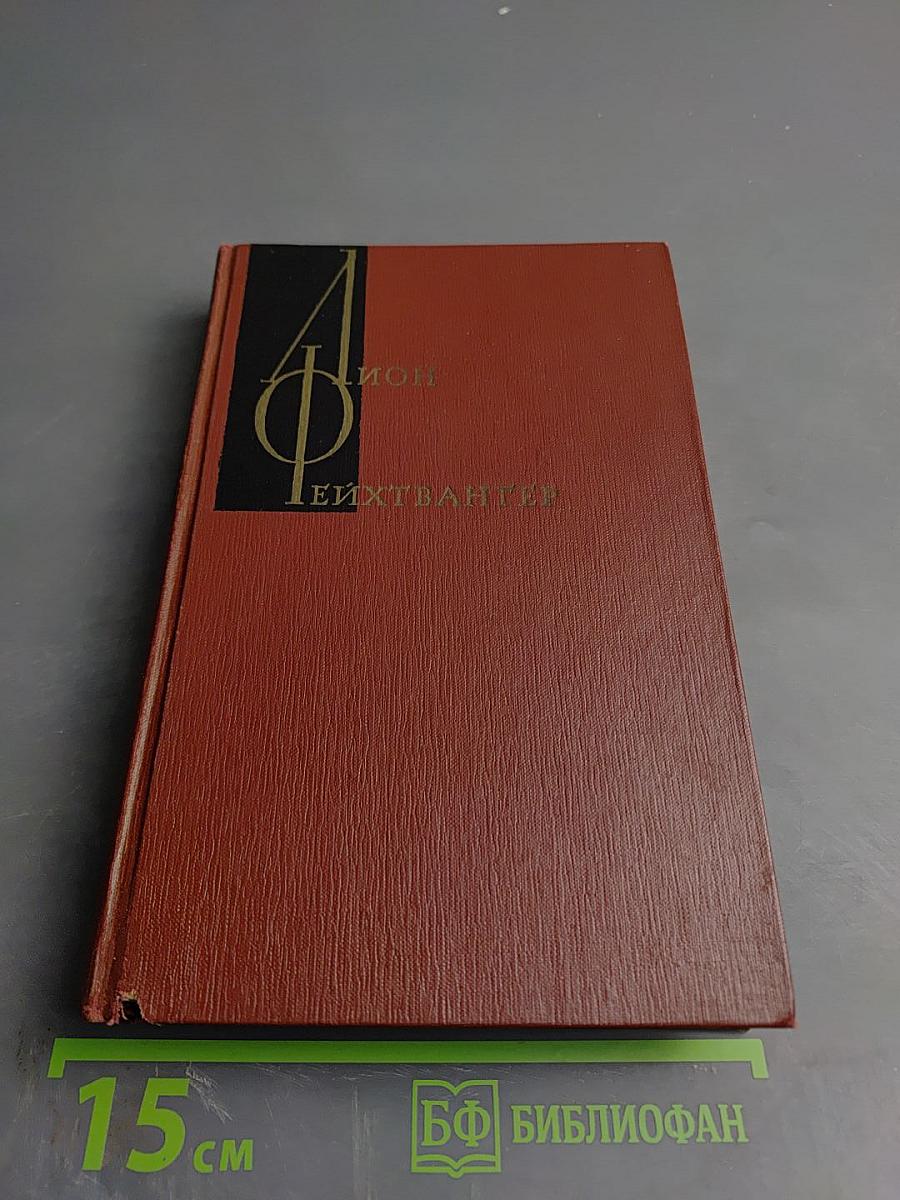 Лион
Фейхтвангер
15 см
БФ БИБЛИОФАН